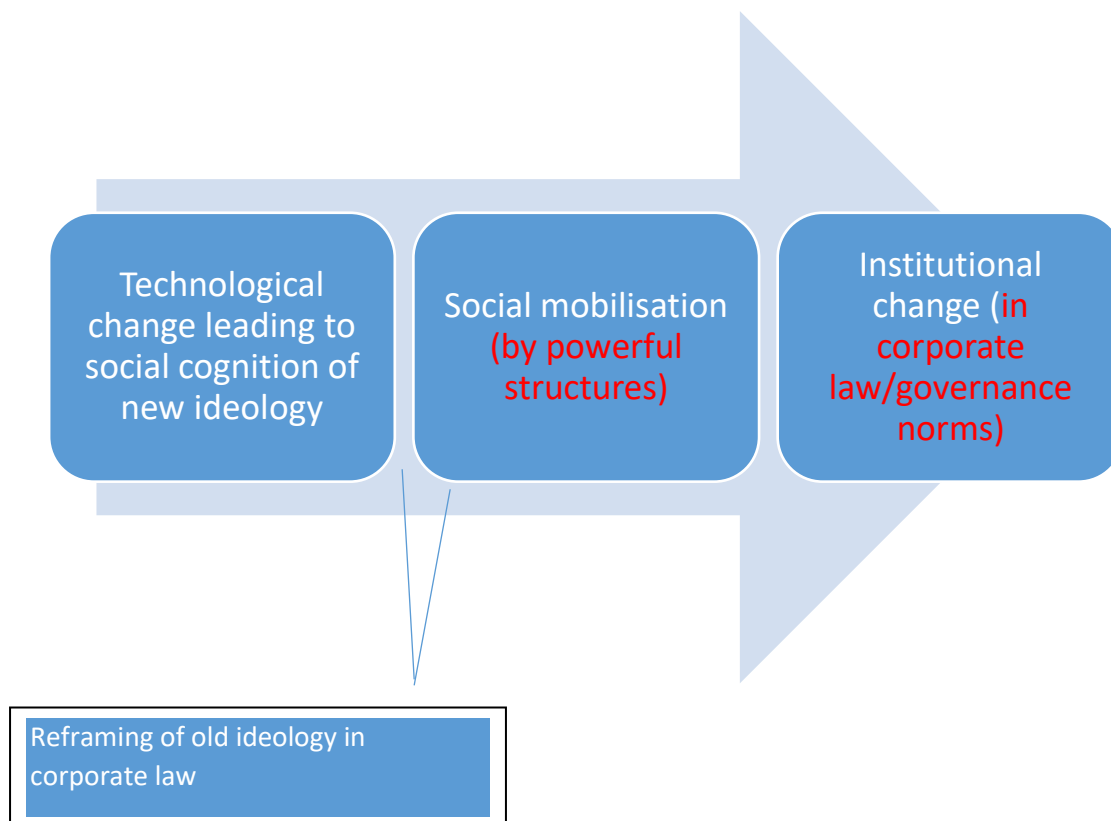 Technological
change leading to
social cognition of
new ideology
Social mobilisation
(by powerful
structures)
Institutional
change (in
corporate
law/governance
norms)
Reframing of old ideology in
corporate law